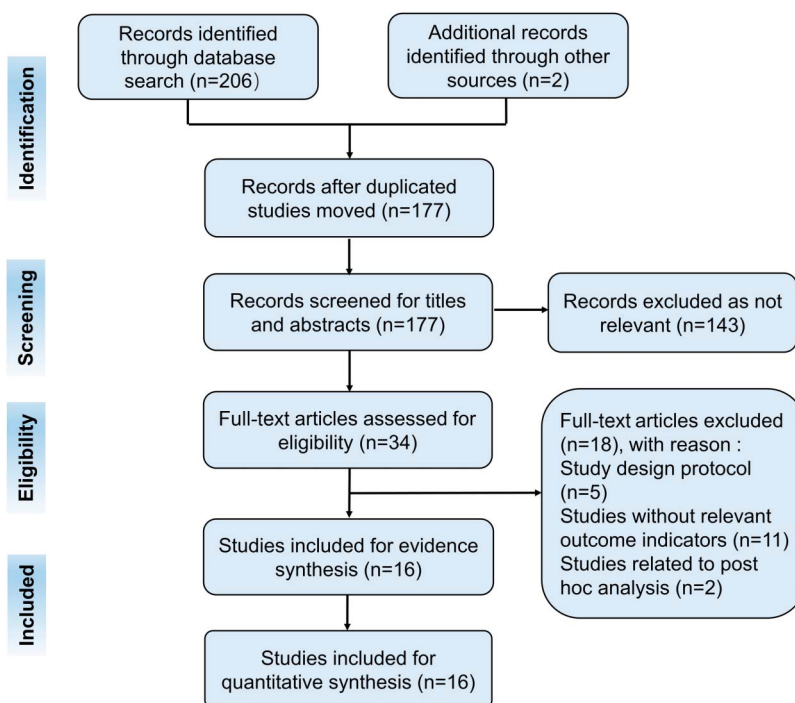 Records identified
through database
search (n=206)
Additional records
identified through other
sources (n=2)
Identification
Records after duplicated
studies moved (n=177)
Screening
Records screened for titles
and abstracts (n=177)
Records excluded as not
relevant (n=143)
Eligibility
Full-text articles assessed for
eligibility (n=34)
Full-text articles excluded
(n=18), with reason :
Study design protocol
(n=5)
Studies without relevant
outcome indicators (n=11)
Studies related to post
hoc analysis (n=2)
Included
Studies included for evidence
synthesis (n=16)
Studies included for
quantitative synthesis (n=16)